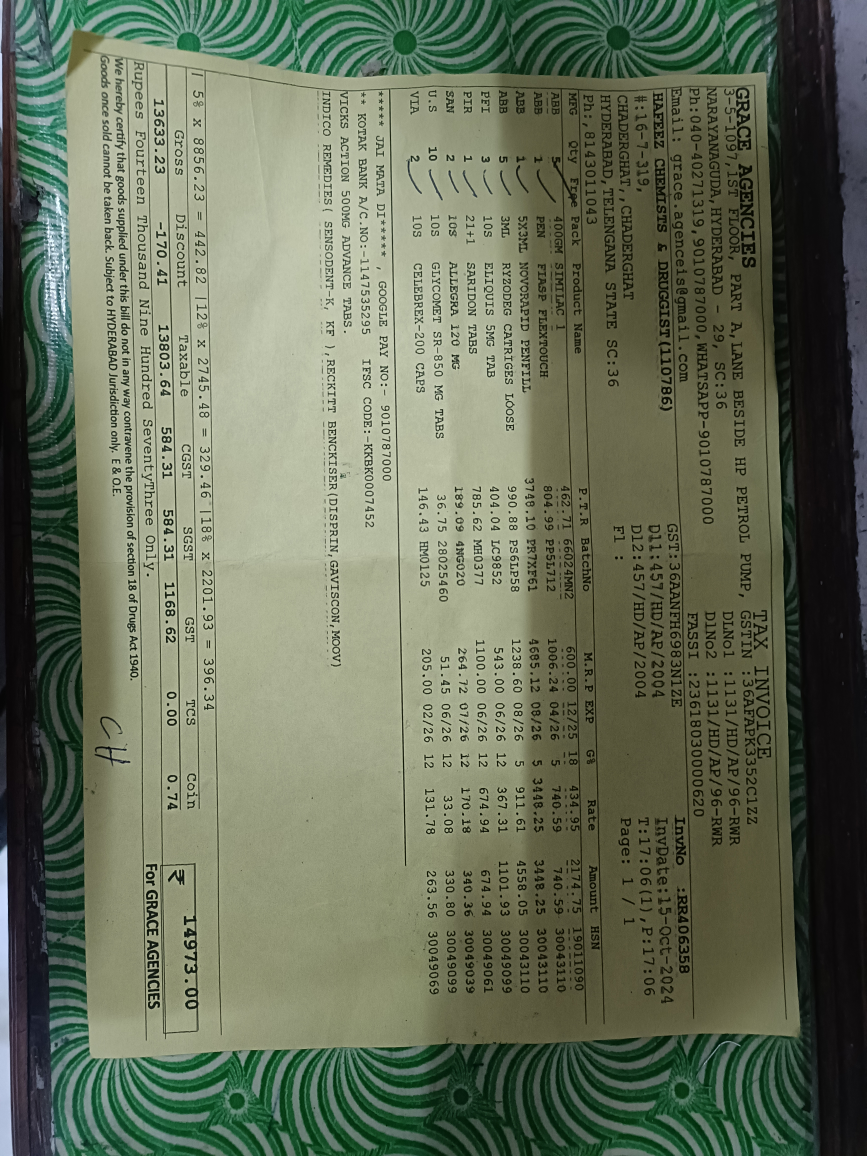 GRACE AGENCIES
3-5-1097,1ST FLOOR, PART A,LANE BESIDE HP PETROL PUMP,
NARAYANAGUDA,HYDERABAD - 29, SC:36
Ph:040-40271319,9010787000,WHATSAPP-9010787000
Email: grace.agenceis@gmail.com
TAX INVOICE
GSTIN :36AFAPK3352C1ZZ
DLNo1 :1131/HD/AP/96-RWR
DLNo2 :1131/HD/AP/96-RWR
FASSI :23618030000620
HAFEEZ CHEMISTS & DRUGGIST(110786)
#:16-7-319,
CHADERGHAT,,CHADERGHAT
HYDERABAD,TELENGANA STATE SC:36
Ph:,8143011043
GST:36AANFH6983N1ZE
D11:457/HD/AP/2004
D12:457/HD/AP/2004
F1 :
InvNo :RR406358
InvDate:15-Oct-2024
T:17:06(1),P:17:06
Page: 1 / 1
MFG Qty Free Pack Product Name P.T.R BatchNo M.R.P EXP G% Rate Amount HSN
ABB 5 400GM SIMILAC 1 462.71 66024MN2 600.00 12/25 18 434.95 2174.75 19011090
ABB 1 PEN FIASP FLEXTOUCH 804.99 PP5L712 1006.24 04/26 5 740.59 740.59 30043110
ABB 1 5X3ML NOVORAPID PENFILL 3748.10 PR7XF61 4685.12 08/26 5 3448.25 3448.25 30043110
ABB 5 3ML RYZODEG CATRIGES LOOSE 990.88 PS6LP58 1238.60 08/26 5 911.61 4558.05 30043110
PFI 3 10S ELIQUIS 5MG TAB 404.04 LC9852 543.00 06/26 12 367.31 1101.93 30049099
PIR 1 21+1 SARIDON TABS 785.62 MH0377 1100.00 06/26 12 674.94 674.94 30049061
SAN 2 10S ALLEGRA 120 MG 189.09 4NG020 264.72 07/26 12 170.18 340.36 30049039
U.S 10 10S GLYCOMET SR-850 MG TABS 36.75 28025460 51.45 06/26 12 33.08 330.80 30049099
VIA 2 10S CELEBREX-200 CAPS 146.43 HM0125 205.00 02/26 12 131.78 263.56 30049069
***** JAI MATA DI***** , GOOGLE PAY NO:- 9010787000
** KOTAK BANK A/C.NO:-1147535295 IFSC CODE:-KKBK0007452
VICKS ACTION 500MG ADVANCE TABS.
INDICO REMEDIES( SENSODENT-K, KF ),RECKITT BENCKISER(DISPRIN,GAVISCON,MOOV)
| 5% x 8856.23 = 442.82 |12% x 2745.48 = 329.46 |18% x 2201.93 = 396.34
Gross Discount Taxable CGST SGST GST TCS Coin
13633.23 -170.41 13803.64 584.31 584.31 1168.62 0.00 0.74
₹ 14973.00
Rupees Fourteen Thousand Nine Hundred SeventyThree Only.
For GRACE AGENCIES
We hereby certify that goods supplied under this bill do not in any way contravene the provision of section 18 of Drugs Act 1940.
Goods once sold cannot be taken back. Subject to HYDERABAD Jurisdiction only. E & O.E.